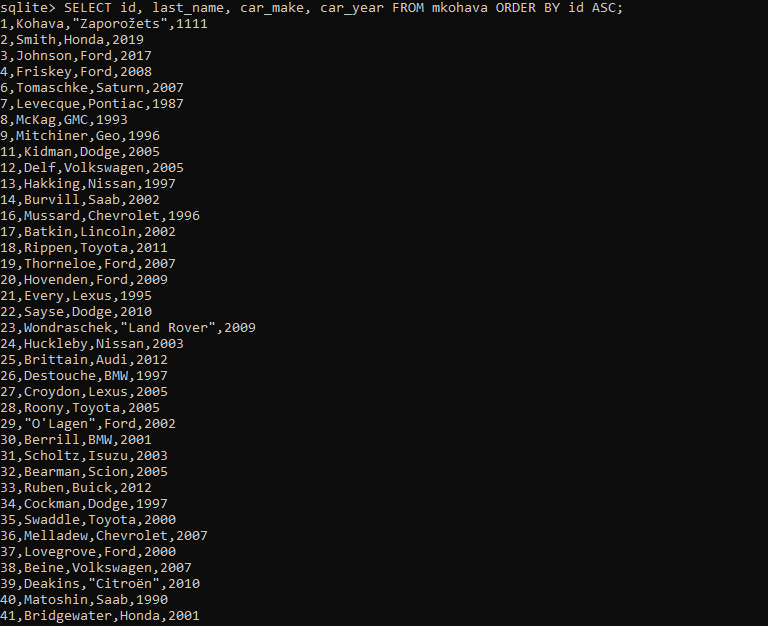 sqlite> SELECT id, last_name, car_make, car_year FROM mkohava ORDER BY id ASC;
1,Kohava,"Zaporožets",1111
2,Smith,Honda,2019
3,Johnson,Ford,2017
4,Friskey,Ford,2008
6,Tomaschke,Saturn,2007
7,Levecque,Pontiac,1987
8,McKag,GMC,1993
9,Mitchiner,Geo,1996
11,Kidman,Dodge,2005
12,Delf,Volkswagen,2005
13,Hakking,Nissan,1997
14,Burvill,Saab,2002
16,Mussard,Chevrolet,1996
17,Batkin,Lincoln,2002
18,Rippen,Toyota,2011
19,Thorneloe,Ford,2007
20,Hovenden,Ford,2009
21,Every,Lexus,1995
22,Sayse,Dodge,2010
23,Wondraschek,"Land Rover",2009
24,Huckleby,Nissan,2003
25,Brittain,Audi,2012
26,Destouche,BMW,1997
27,Croydon,Lexus,2005
28,Roony,Toyota,2005
29,"O'Lagen",Ford,2002
30,Berrill,BMW,2001
31,Scholtz,Isuzu,2003
32,Bearman,Scion,2005
33,Ruben,Buick,2012
34,Cockman,Dodge,1997
35,Swaddle,Toyota,2000
36,Melladew,Chevrolet,2007
37,Lovegrove,Ford,2000
38,Beine,Volkswagen,2007
39,Deakins,"Citroën",2010
40,Matoshin,Saab,1990
41,Bridgewater,Honda,2001